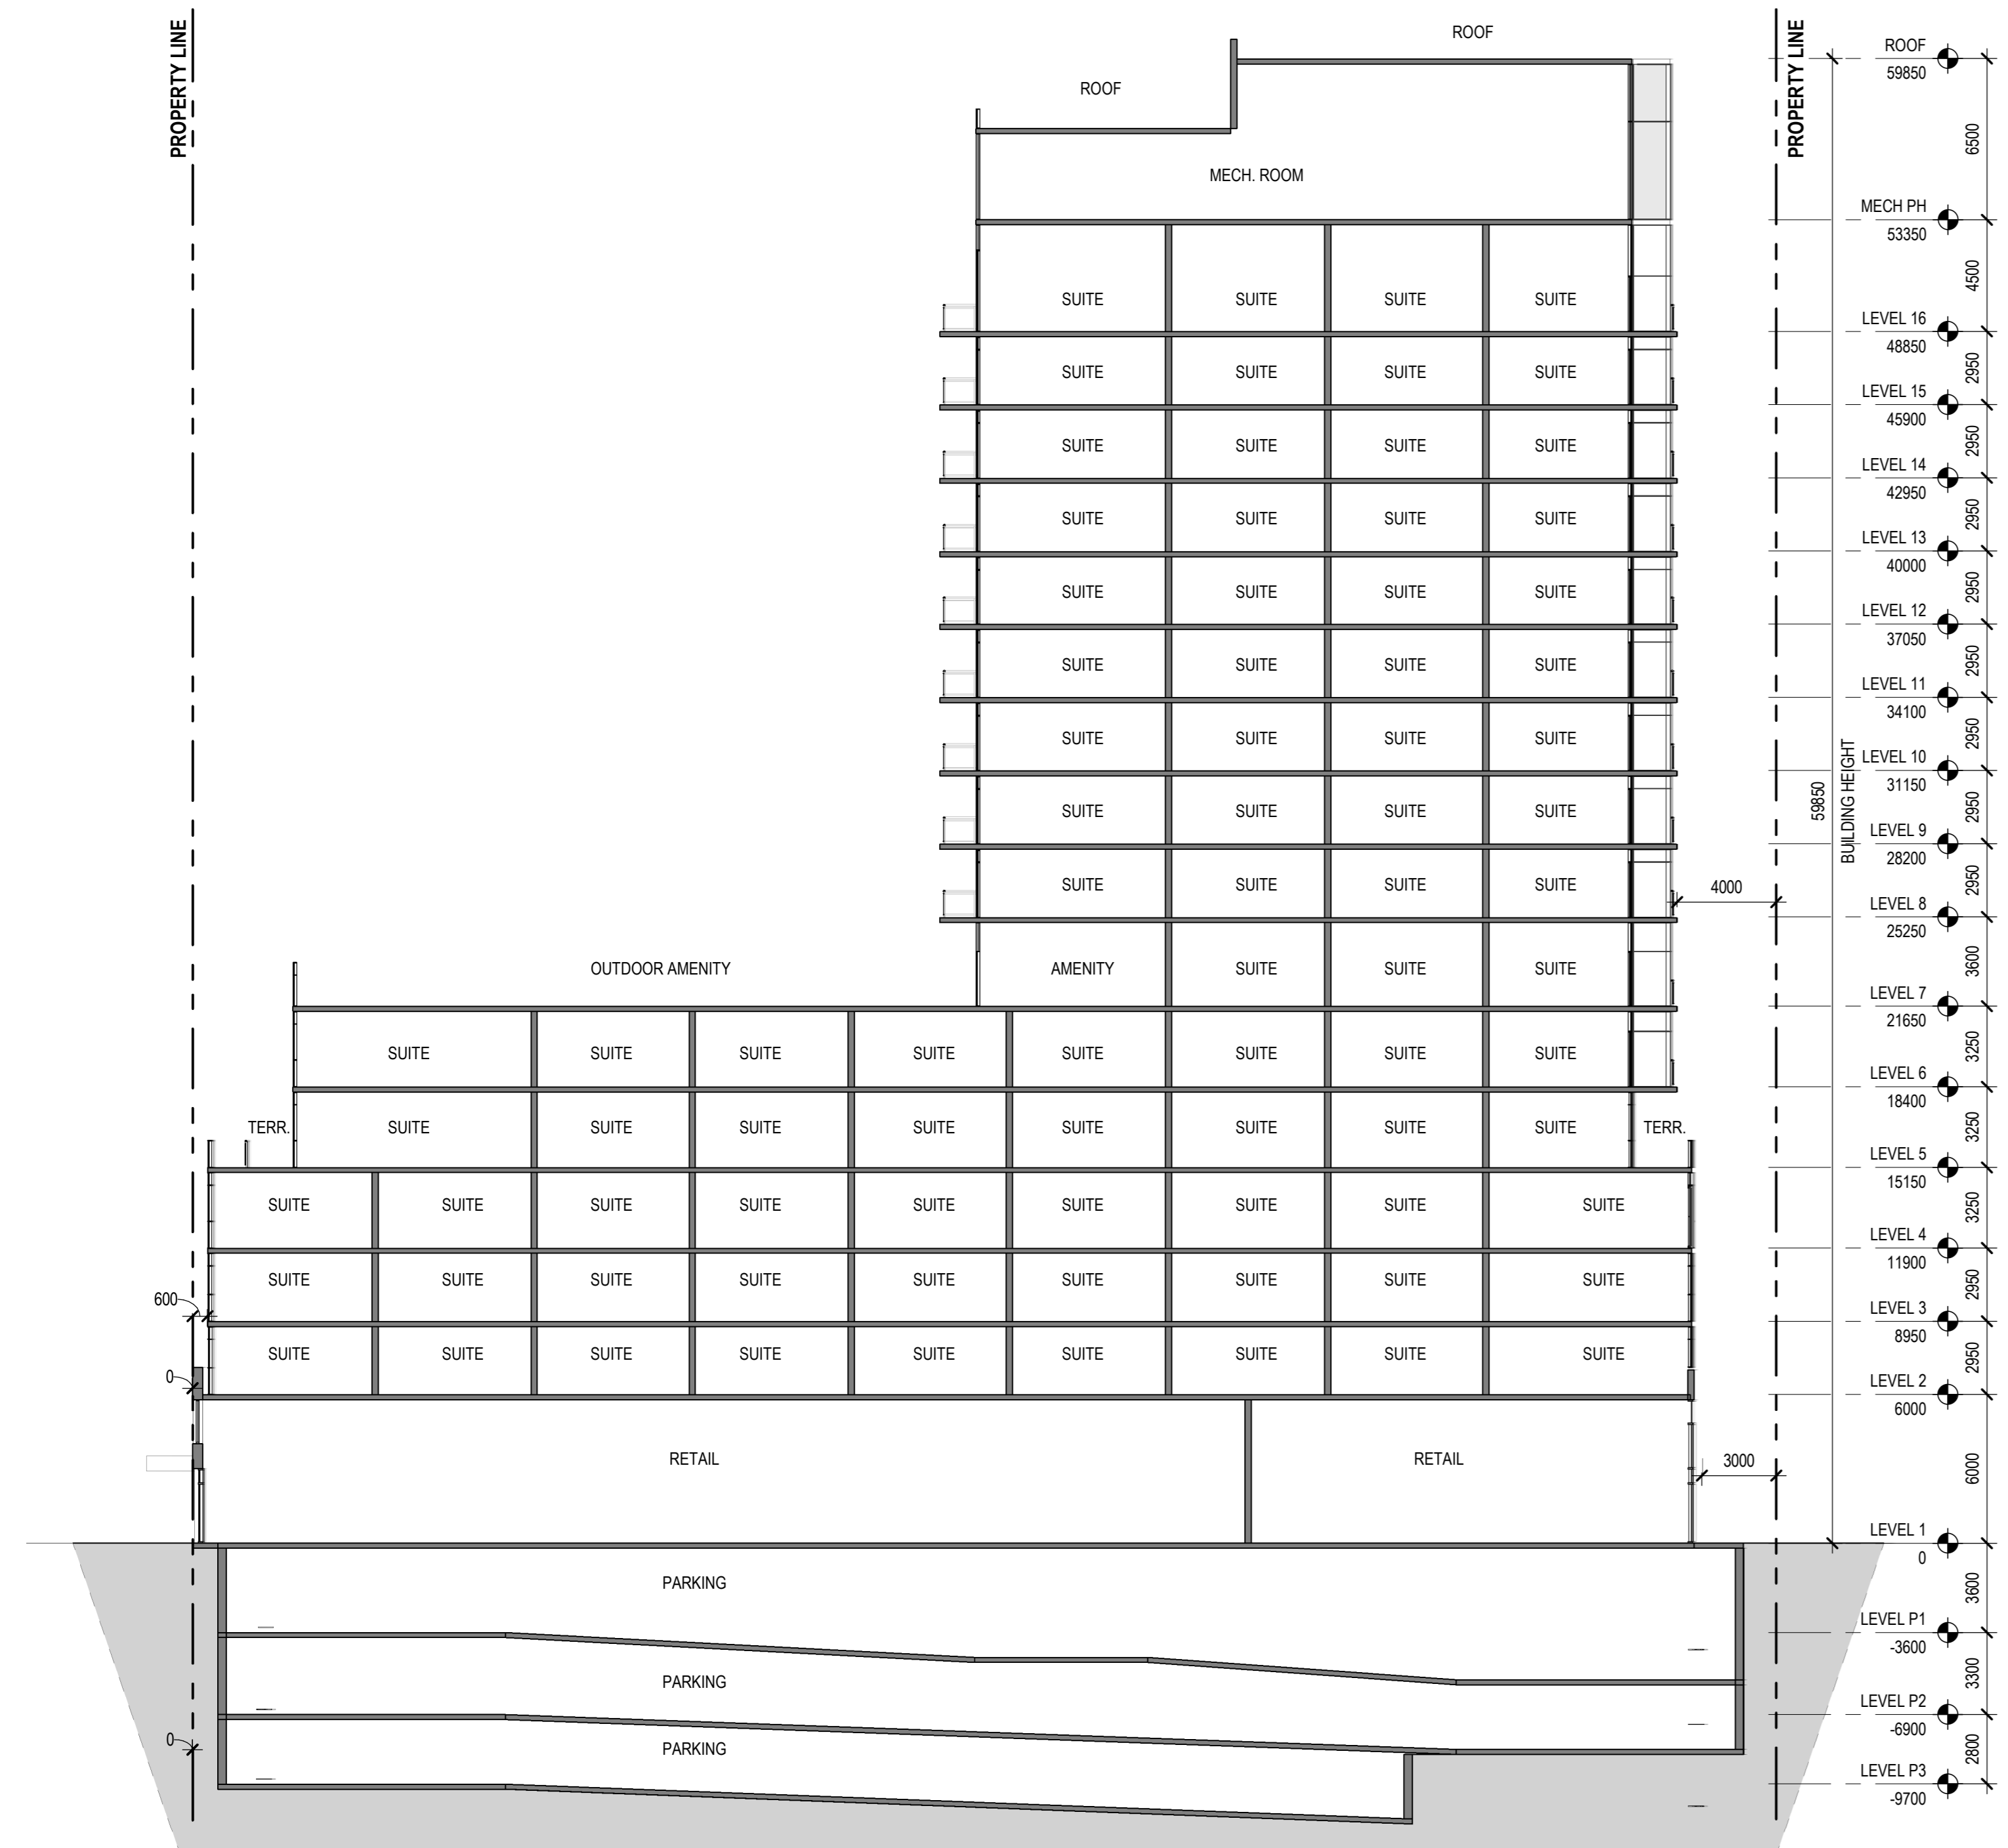 PROPERTY LINE
PROPERTY LINE
ROOF
ROOF
MECH. ROOM
SUITE SUITE SUITE SUITE
SUITE SUITE SUITE SUITE
SUITE SUITE SUITE SUITE
SUITE SUITE SUITE SUITE
SUITE SUITE SUITE SUITE
SUITE SUITE SUITE SUITE
SUITE SUITE SUITE SUITE
SUITE SUITE SUITE SUITE
SUITE SUITE SUITE SUITE
OUTDOOR AMENITY AMENITY SUITE SUITE SUITE
SUITE SUITE SUITE SUITE SUITE SUITE SUITE SUITE
TERR. SUITE SUITE SUITE SUITE SUITE SUITE SUITE SUITE TERR.
SUITE SUITE SUITE SUITE SUITE SUITE SUITE SUITE SUITE
SUITE SUITE SUITE SUITE SUITE SUITE SUITE SUITE SUITE
600
SUITE SUITE SUITE SUITE SUITE SUITE SUITE SUITE SUITE
0
RETAIL RETAIL
3000
4000
PARKING
PARKING
PARKING
0
59850
BUILDING HEIGHT
ROOF
59850
6500
MECH PH
53350
4500
LEVEL 16
48850
2950
LEVEL 15
45900
2950
LEVEL 14
42950
2950
LEVEL 13
40000
2950
LEVEL 12
37050
2950
LEVEL 11
34100
2950
LEVEL 10
31150
2950
LEVEL 9
28200
2950
LEVEL 8
25250
3600
LEVEL 7
21650
3250
LEVEL 6
18400
3250
LEVEL 5
15150
3250
LEVEL 4
11900
2950
LEVEL 3
8950
2950
LEVEL 2
6000
6000
LEVEL 1
0
3600
LEVEL P1
-3600
3300
LEVEL P2
-6900
2800
LEVEL P3
-9700